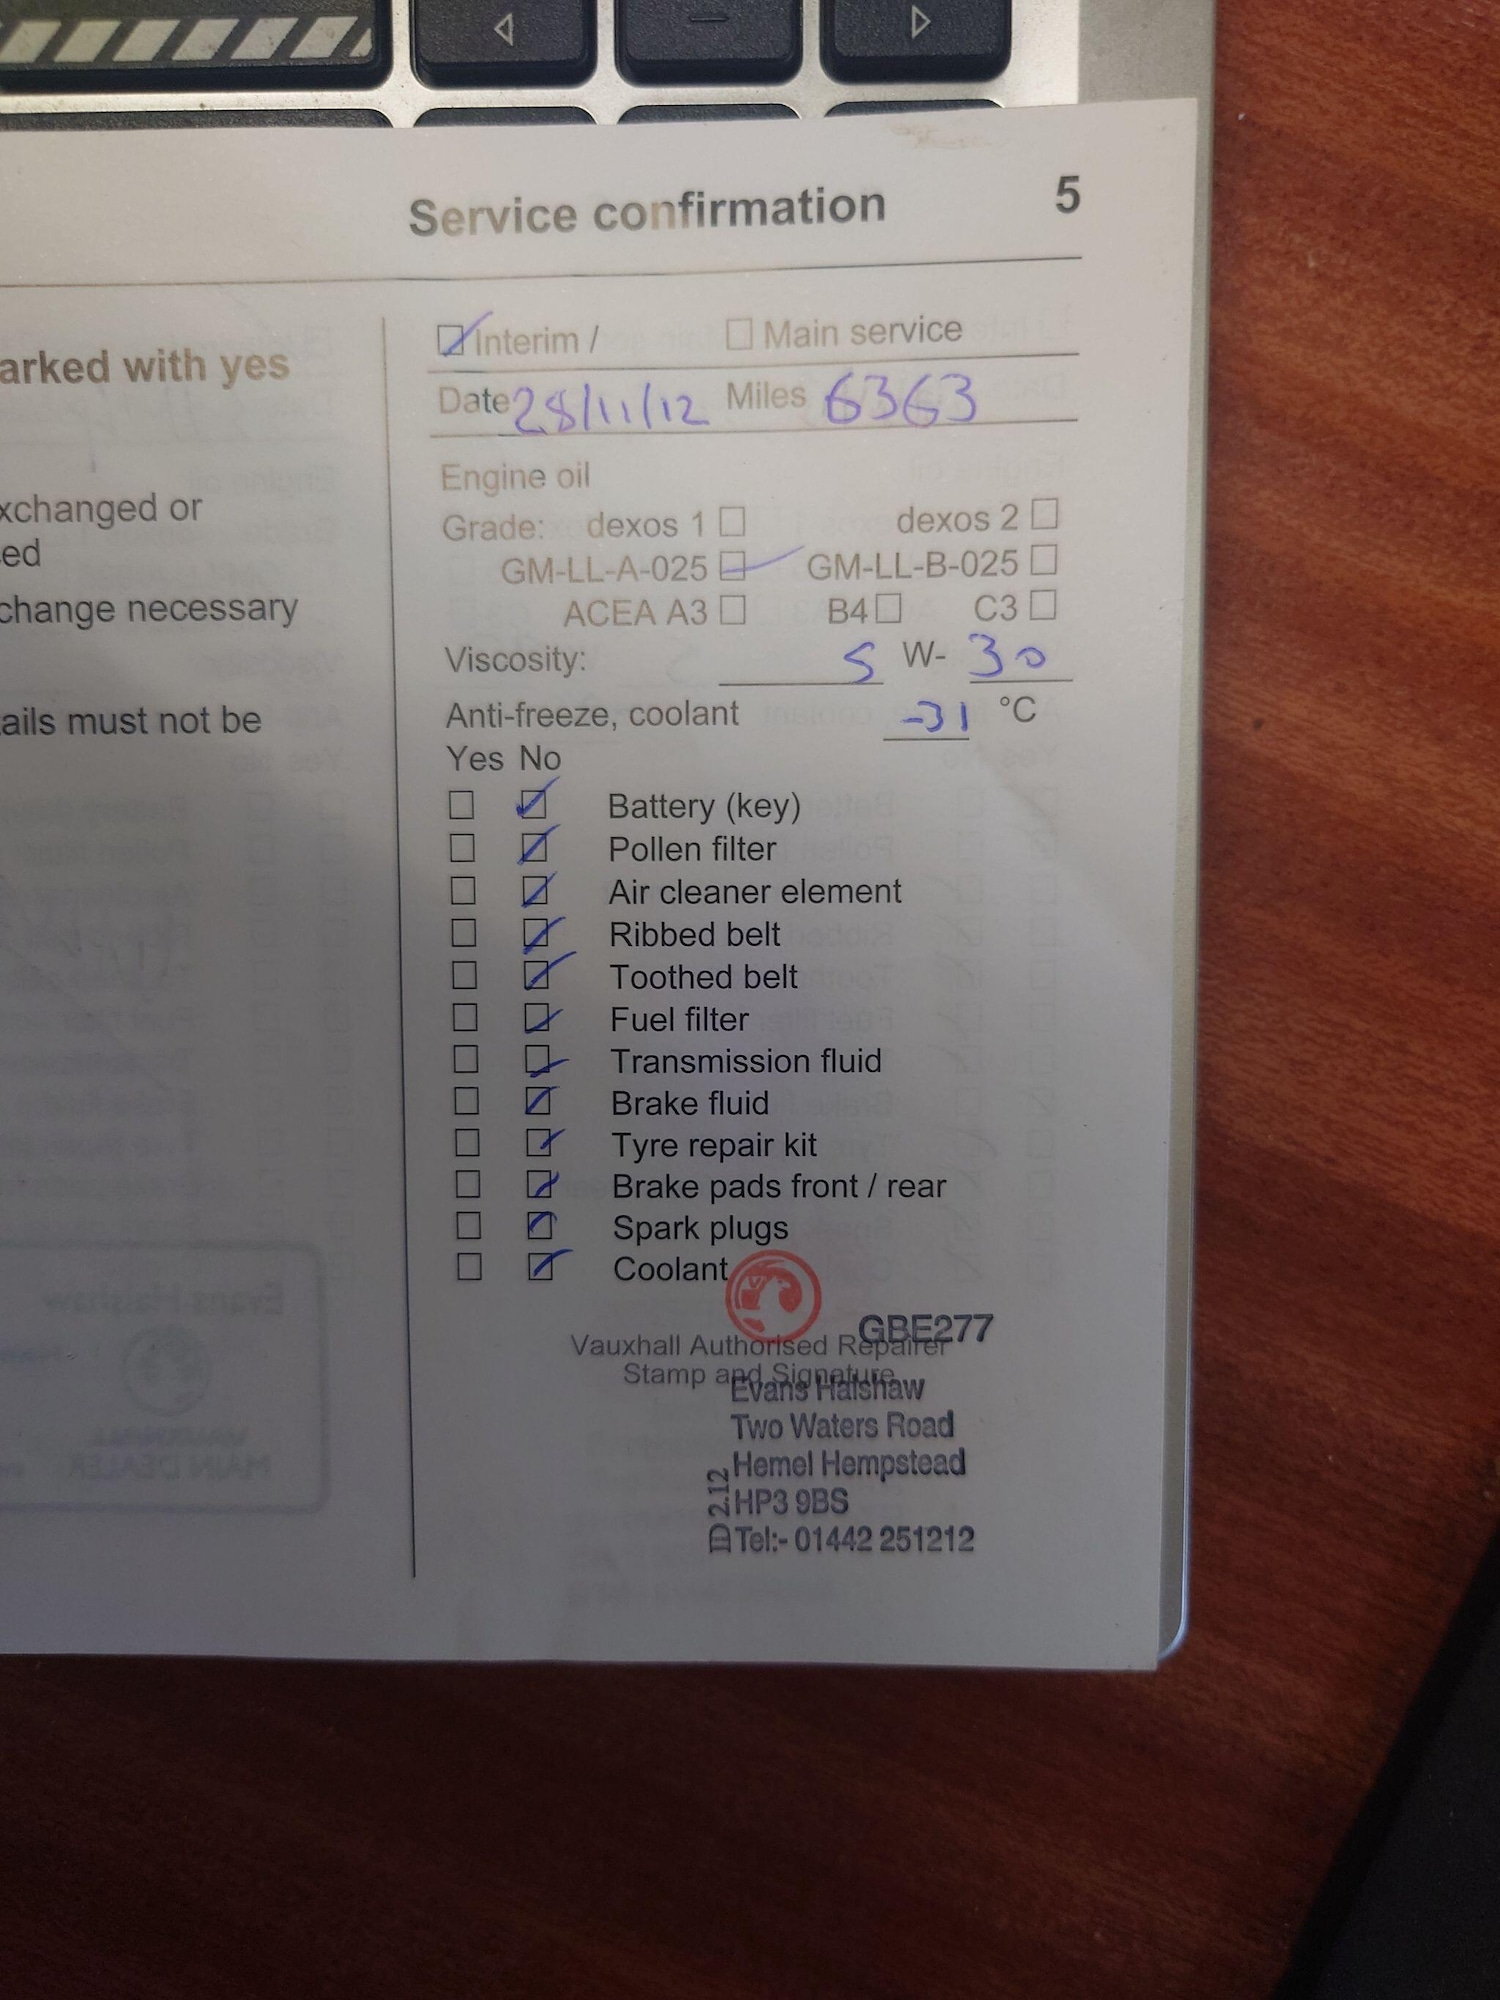 Service confirmation 5
arked with yes
xchanged or
ed
change necessary
ails must not be
Interim / Main service
Date 28/11/12 Miles 6363
Engine oil
Grade: dexos 1 dexos 2
GM-LL-A-025 GM-LL-B-025
ACEA A3 B4 C3
Viscosity: 5 W- 30
Anti-freeze, coolant -31 °C
Yes No
Battery (key)
Pollen filter
Air cleaner element
Ribbed belt
Toothed belt
Fuel filter
Transmission fluid
Brake fluid
Tyre repair kit
Brake pads front / rear
Spark plugs
Coolant
GBE277
Vauxhall Authorised Repairer
Stamp and Signature
Evans Halshaw
Two Waters Road
Hemel Hempstead
HP3 9BS
Tel:- 01442 251212
ID 2.12